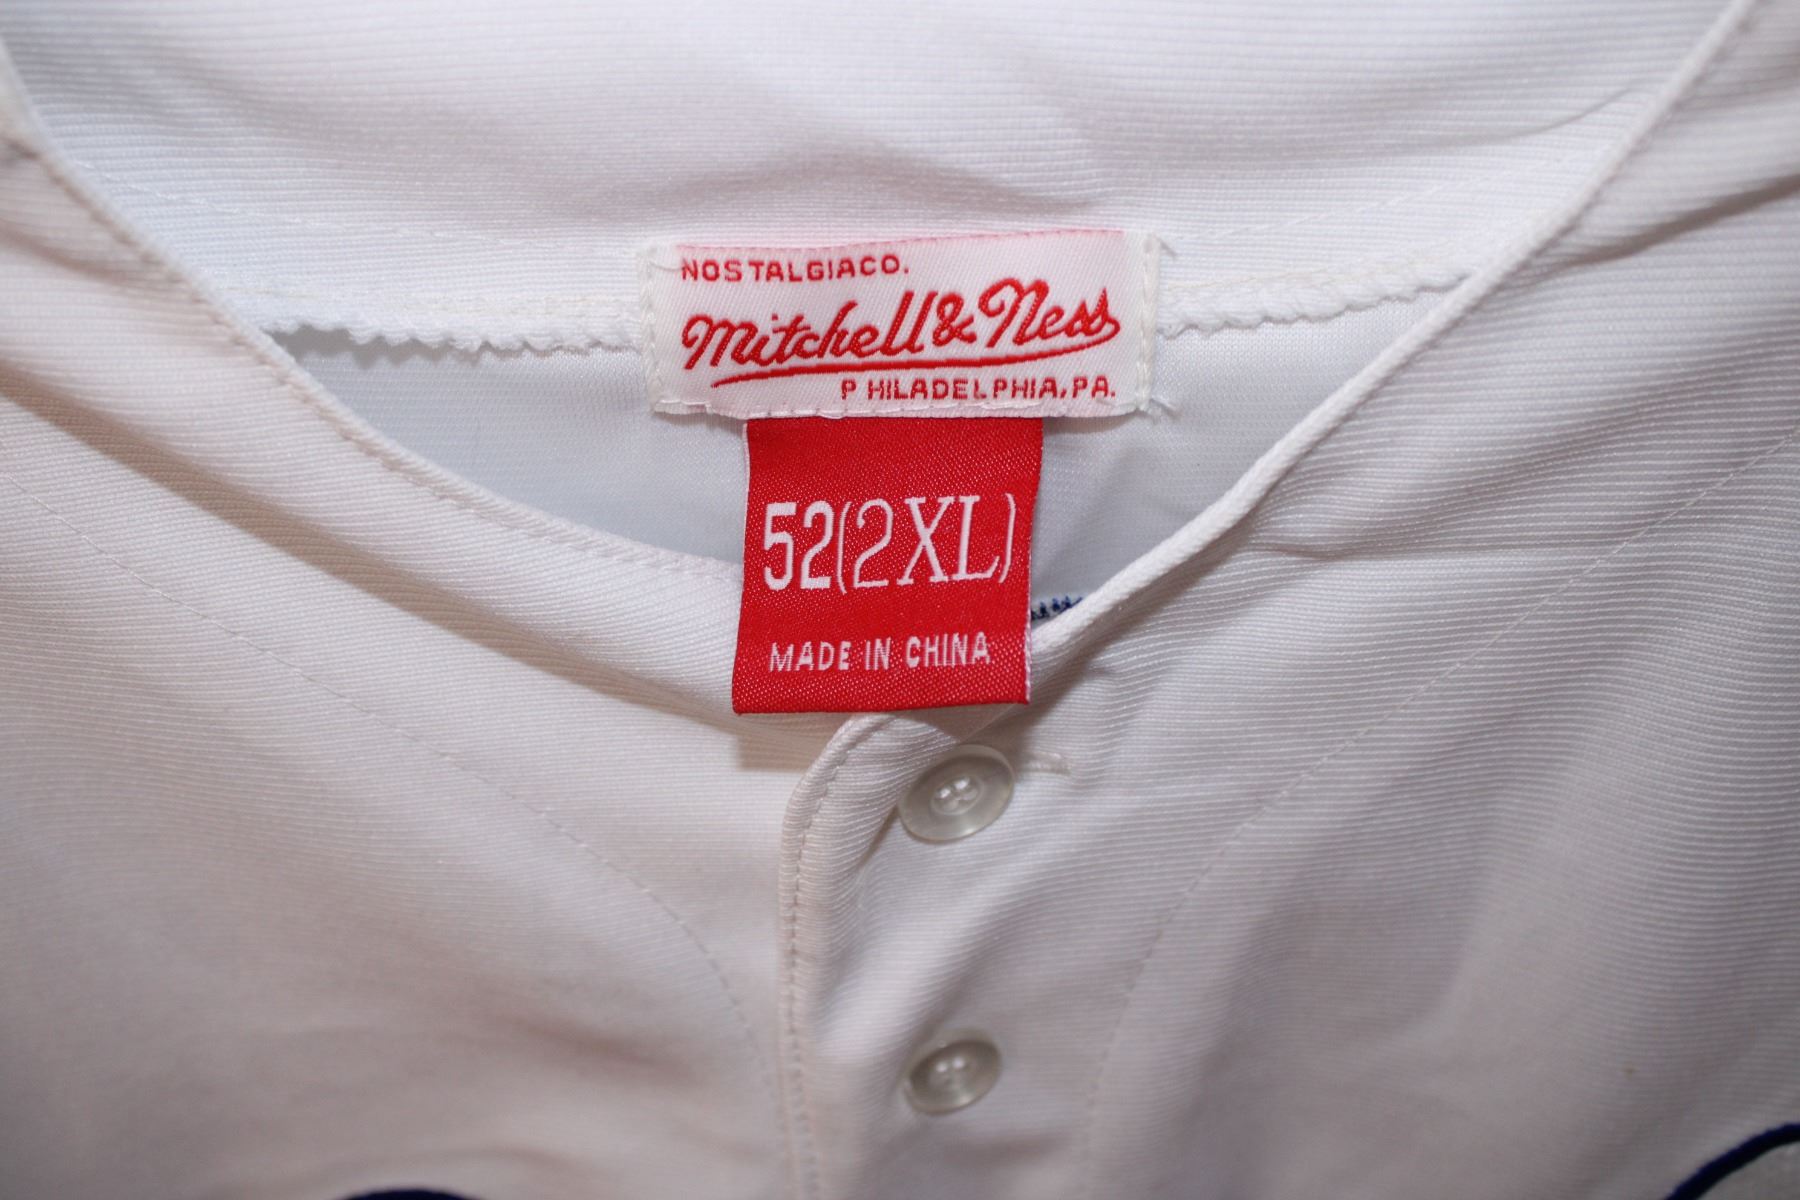 NOSTALGIACO.
Mitchell & Ness
PHILADELPHIA, PA.
52(2XL)
MADE IN CHINA